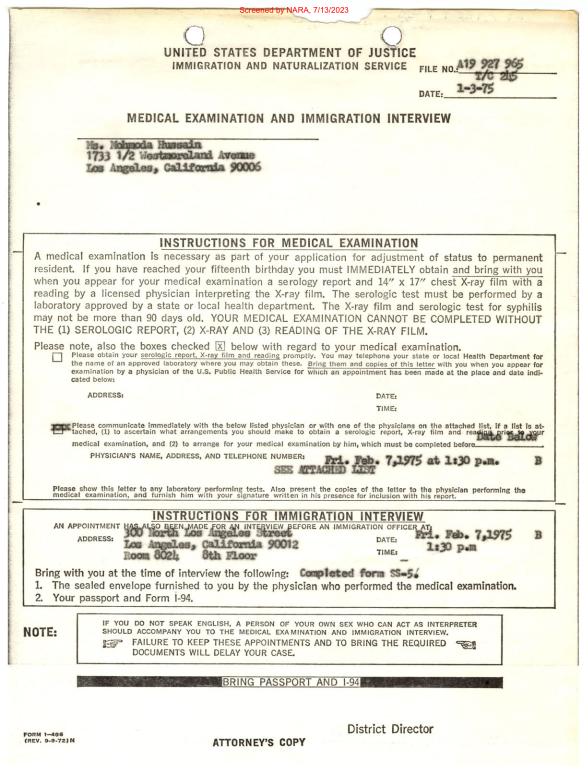 Screened by NARA, 7/13/2023
UNITED STATES DEPARTMENT OF JUSTICE
IMMIGRATION AND NATURALIZATION SERVICE
FILE NO. A19 927 965
T/C 215
DATE: 1-3-75
MEDICAL EXAMINATION AND IMMIGRATION INTERVIEW
Ms. Mohmoda Hussain
1733 1/2 Westmoreland Avenue
Los Angeles, California 90006
INSTRUCTIONS FOR MEDICAL EXAMINATION
A medical examination is necessary as part of your application for adjustment of status to permanent
resident. If you have reached your fifteenth birthday you must IMMEDIATELY obtain and bring with you
when you appear for your medical examination a serology report and 14" x 17" chest X-ray film with a
reading by a licensed physician interpreting the X-ray film. The serologic test must be performed by a
laboratory approved by a state or local health department. The X-ray film and serologic test for syphilis
may not be more than 90 days old. YOUR MEDICAL EXAMINATION CANNOT BE COMPLETED WITHOUT
THE (1) SEROLOGIC REPORT, (2) X-RAY AND (3) READING OF THE X-RAY FILM.
Please note, also the boxes checked X below with regard to your medical examination.
Please obtain your serologic report, X-ray film and reading promptly. You may telephone your state or local Health Department for
the name of an approved laboratory where you may obtain these. Bring them and copies of this letter with you when you appear for
examination by a physician of the U.S. Public Health Service for which an appointment has been made at the place and date indi-
cated below:
ADDRESS: DATE:
TIME:
Please communicate immediately with the below listed physician or with one of the physicians on the attached list, if a list is at-
tached, (1) to ascertain what arrangements you should make to obtain a serologic report, X-ray film and reading prior to your
medical examination, and (2) to arrange for your medical examination by him, which must be completed before Date Below
PHYSICIAN'S NAME, ADDRESS, AND TELEPHONE NUMBER: Fri. Feb. 7,1975 at 1:30 p.m. B
SEE ATTACHED LIST
Please show this letter to any laboratory performing tests. Also present the copies of the letter to the physician performing the
medical examination, and furnish him with your signature written in his presence for inclusion with his report.
INSTRUCTIONS FOR IMMIGRATION INTERVIEW
AN APPOINTMENT HAS ALSO BEEN MADE FOR AN INTERVIEW BEFORE AN IMMIGRATION OFFICER AT:
ADDRESS: 300 North Los Angeles Street DATE: Fri. Feb. 7,1975 B
Los Angeles, California 90012 TIME: 1:30 p.m
Room 8024 8th Floor
Bring with you at the time of interview the following: Completed form SS-5.
1. The sealed envelope furnished to you by the physician who performed the medical examination.
2. Your passport and Form I-94.
NOTE:
IF YOU DO NOT SPEAK ENGLISH, A PERSON OF YOUR OWN SEX WHO CAN ACT AS INTERPRETER
SHOULD ACCOMPANY YOU TO THE MEDICAL EXAMINATION AND IMMIGRATION INTERVIEW.
FAILURE TO KEEP THESE APPOINTMENTS AND TO BRING THE REQUIRED
DOCUMENTS WILL DELAY YOUR CASE.
BRING PASSPORT AND I-94
District Director
FORM I-486
(REV. 9-9-72)N
ATTORNEY'S COPY